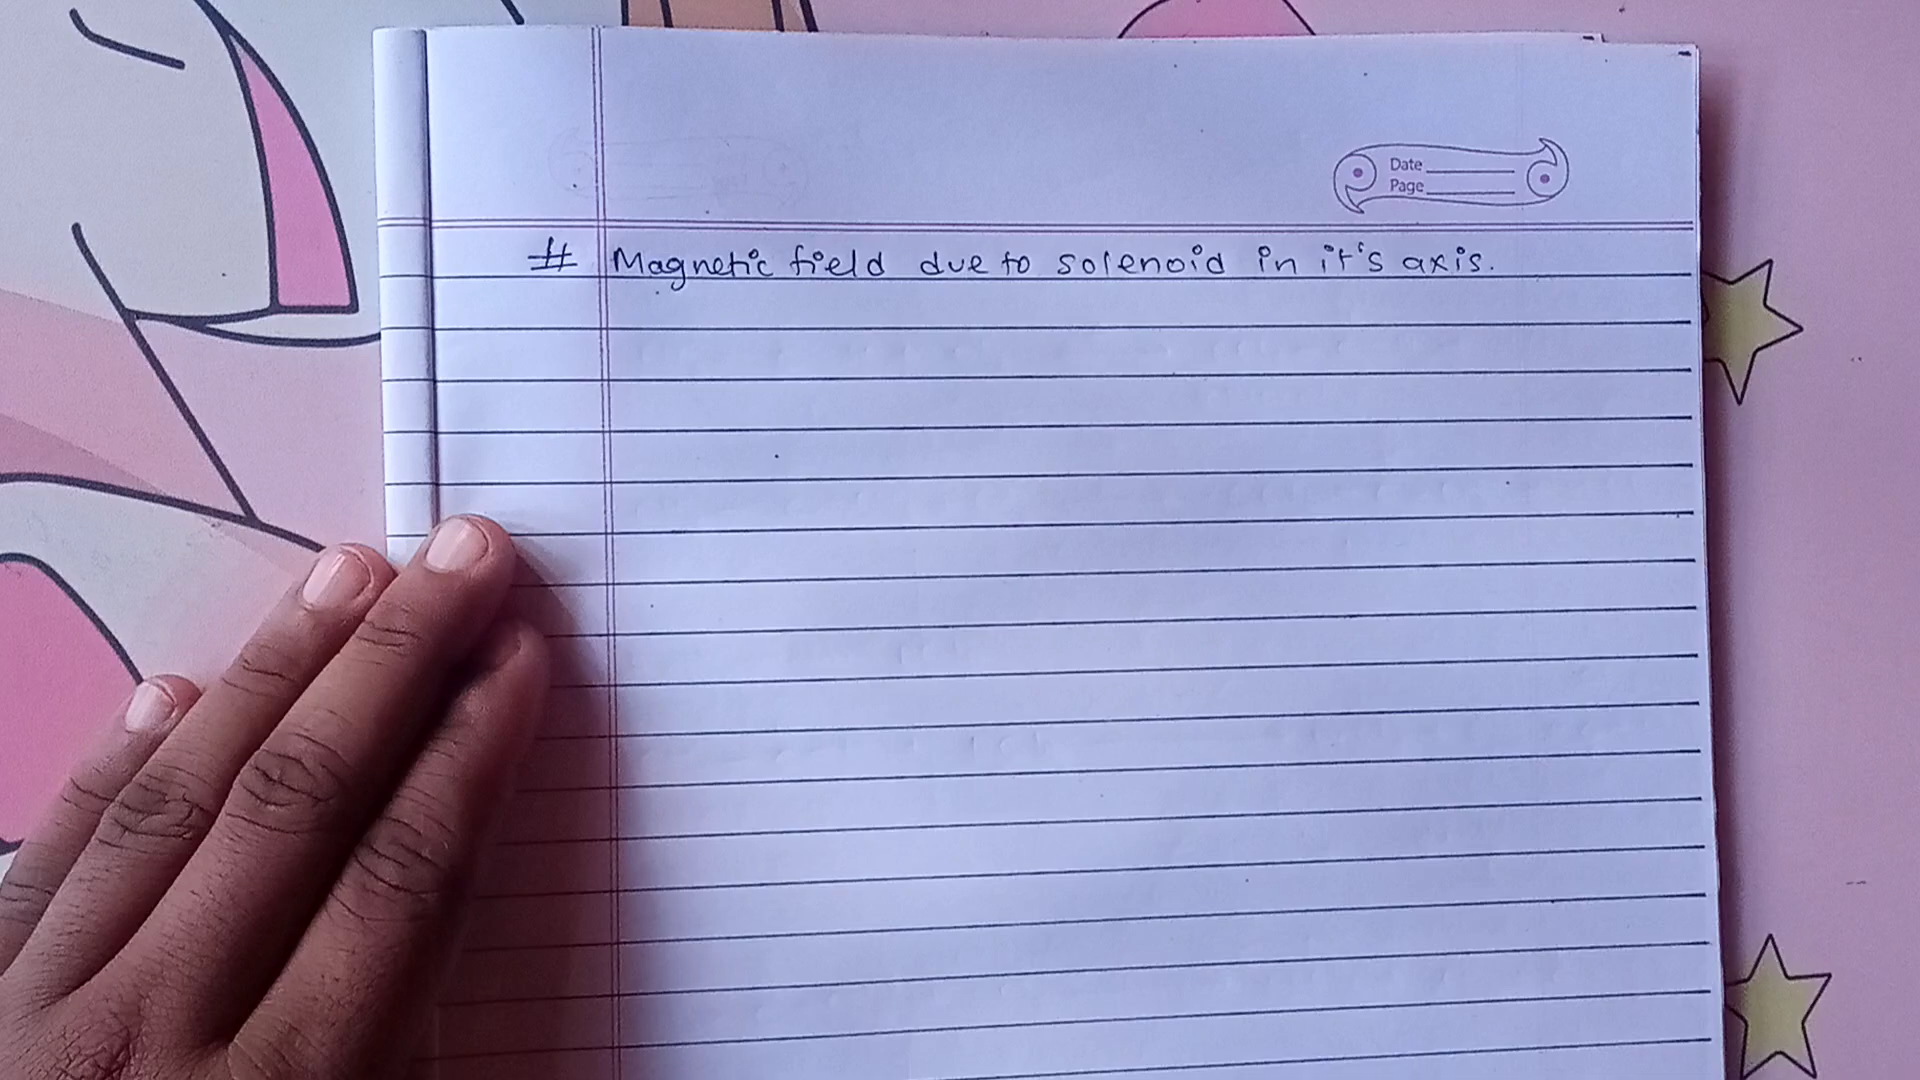 Date
Page
# Magnetic field due to solenoid in it's axis.